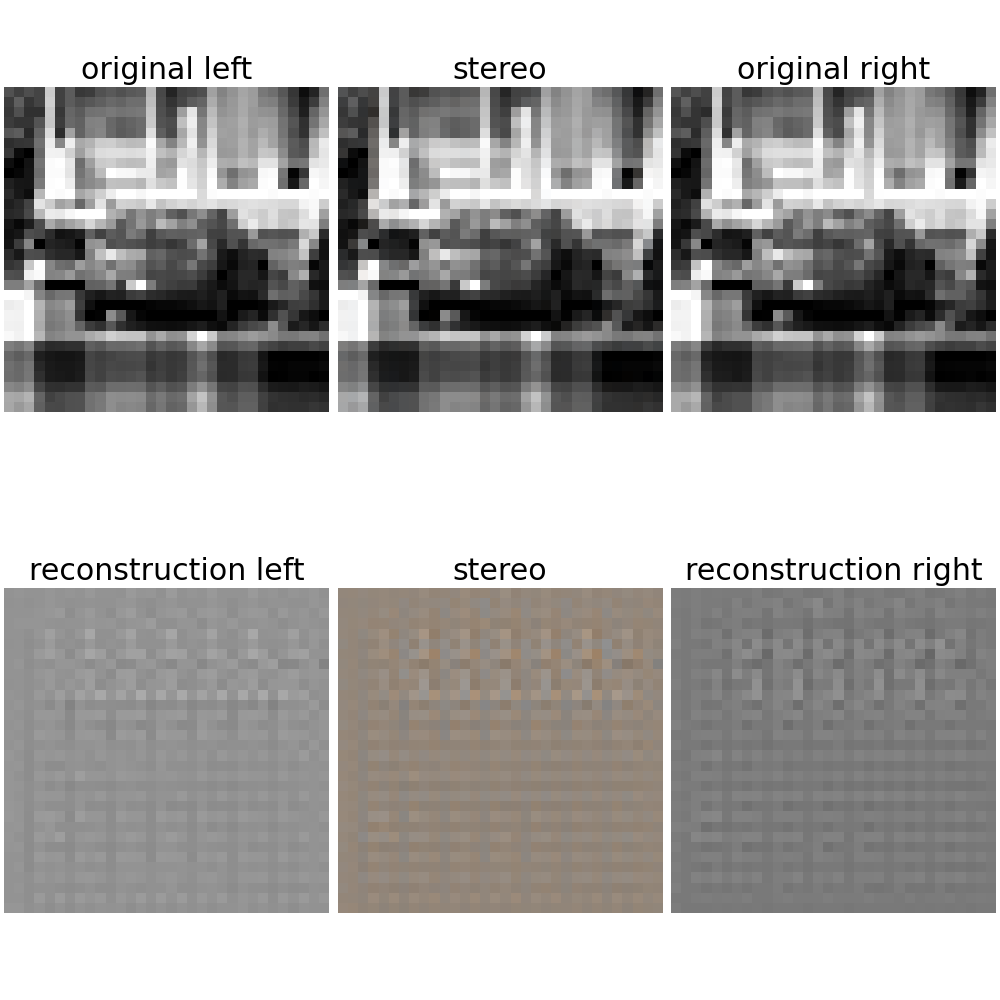 original left
stereo
original right
reconstruction left
stereo
reconstruction right